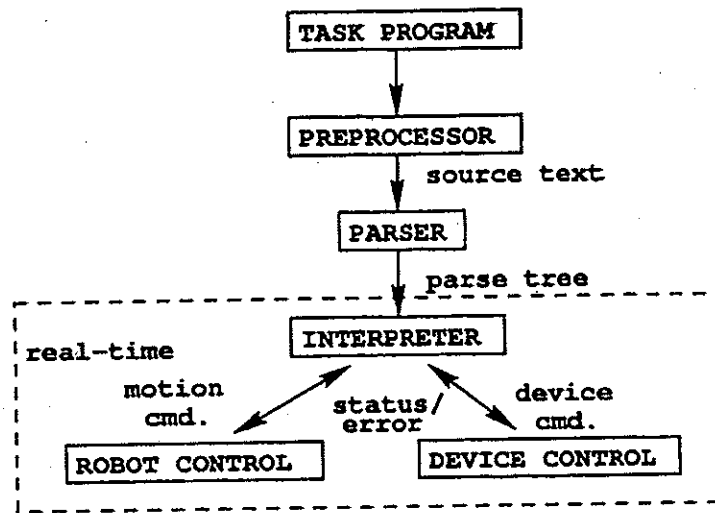 TASK PROGRAM
PREPROCESSOR
source text
PARSER
parse tree
INTERPRETER
real-time
motion
cmd.
status/
error
device
cmd.
ROBOT CONTROL
DEVICE CONTROL